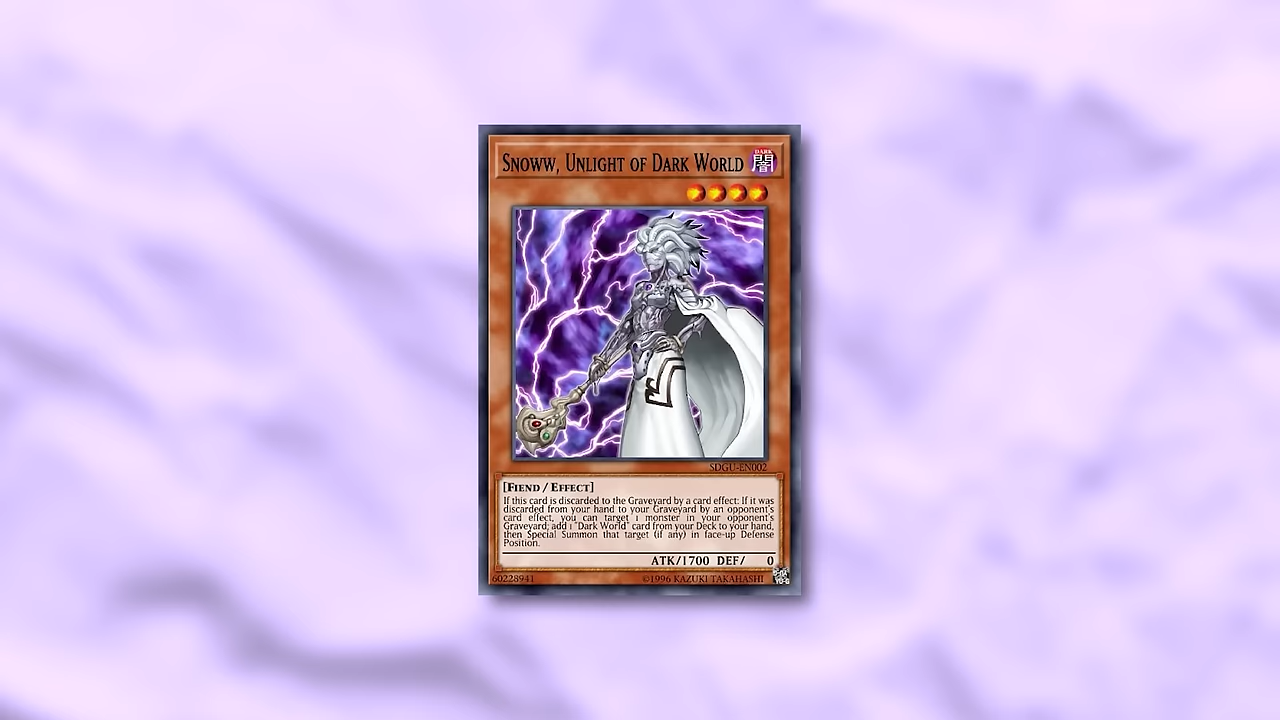 Snoww, Unlight of Dark World
DARK
闇
SDGU-EN002
[Fiend / Effect]
If this card is discarded to the Graveyard by a card effect: If it was
discarded from your hand to your Graveyard by an opponent's
card effect, you can target 1 monster in your opponent's
Graveyard; add 1 "Dark World" card from your Deck to your hand,
then Special Summon that target (if any) in face-up Defense
Position.
ATK/1700 DEF/ 0
60228941 ©1996 KAZUKI TAKAHASHI